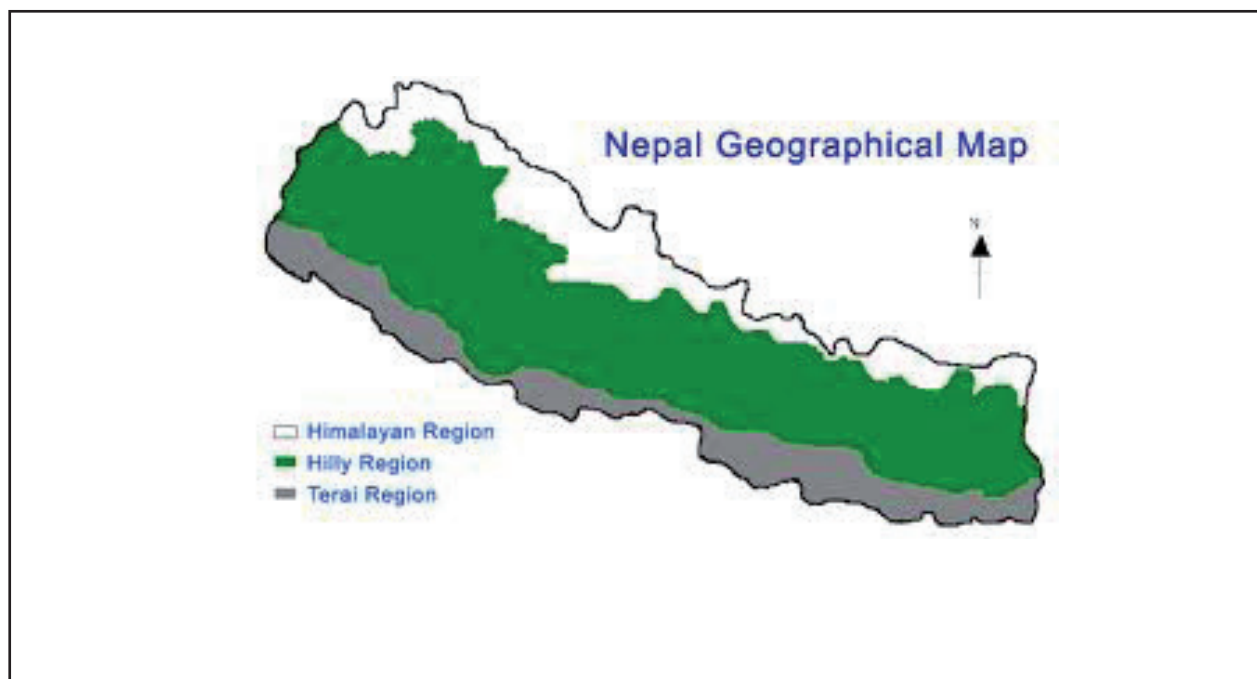 Nepal Geographical Map
N
Himalayan Region
Hilly Region
Terai Region